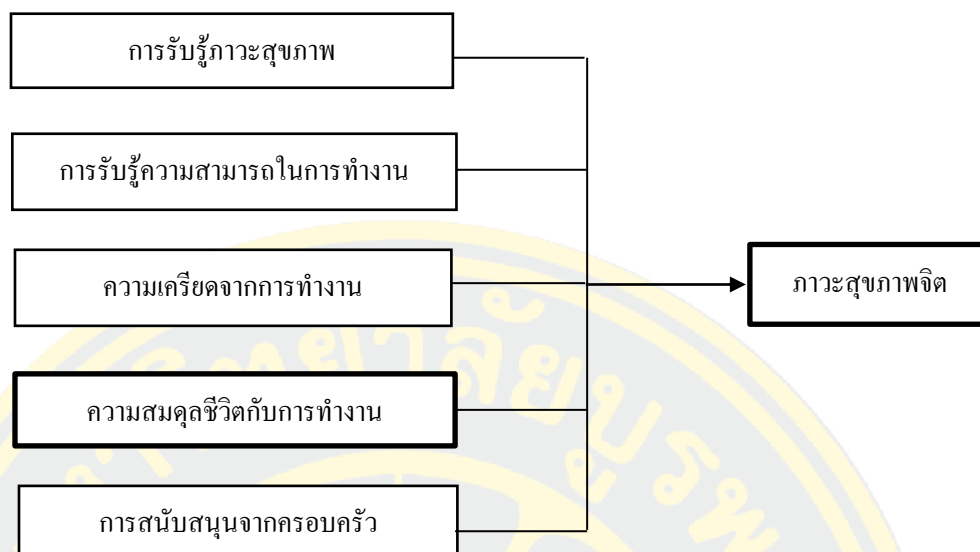 การรับรู้ภาวะสุขภาพ
การรับรู้ความสามารถในการทำงาน
ความเครียดจากการทำงาน
ภาวะสุขภาพจิต
ความสมดุลชีวิตกับการทำงาน
การสนับสนุนจากครอบครัว